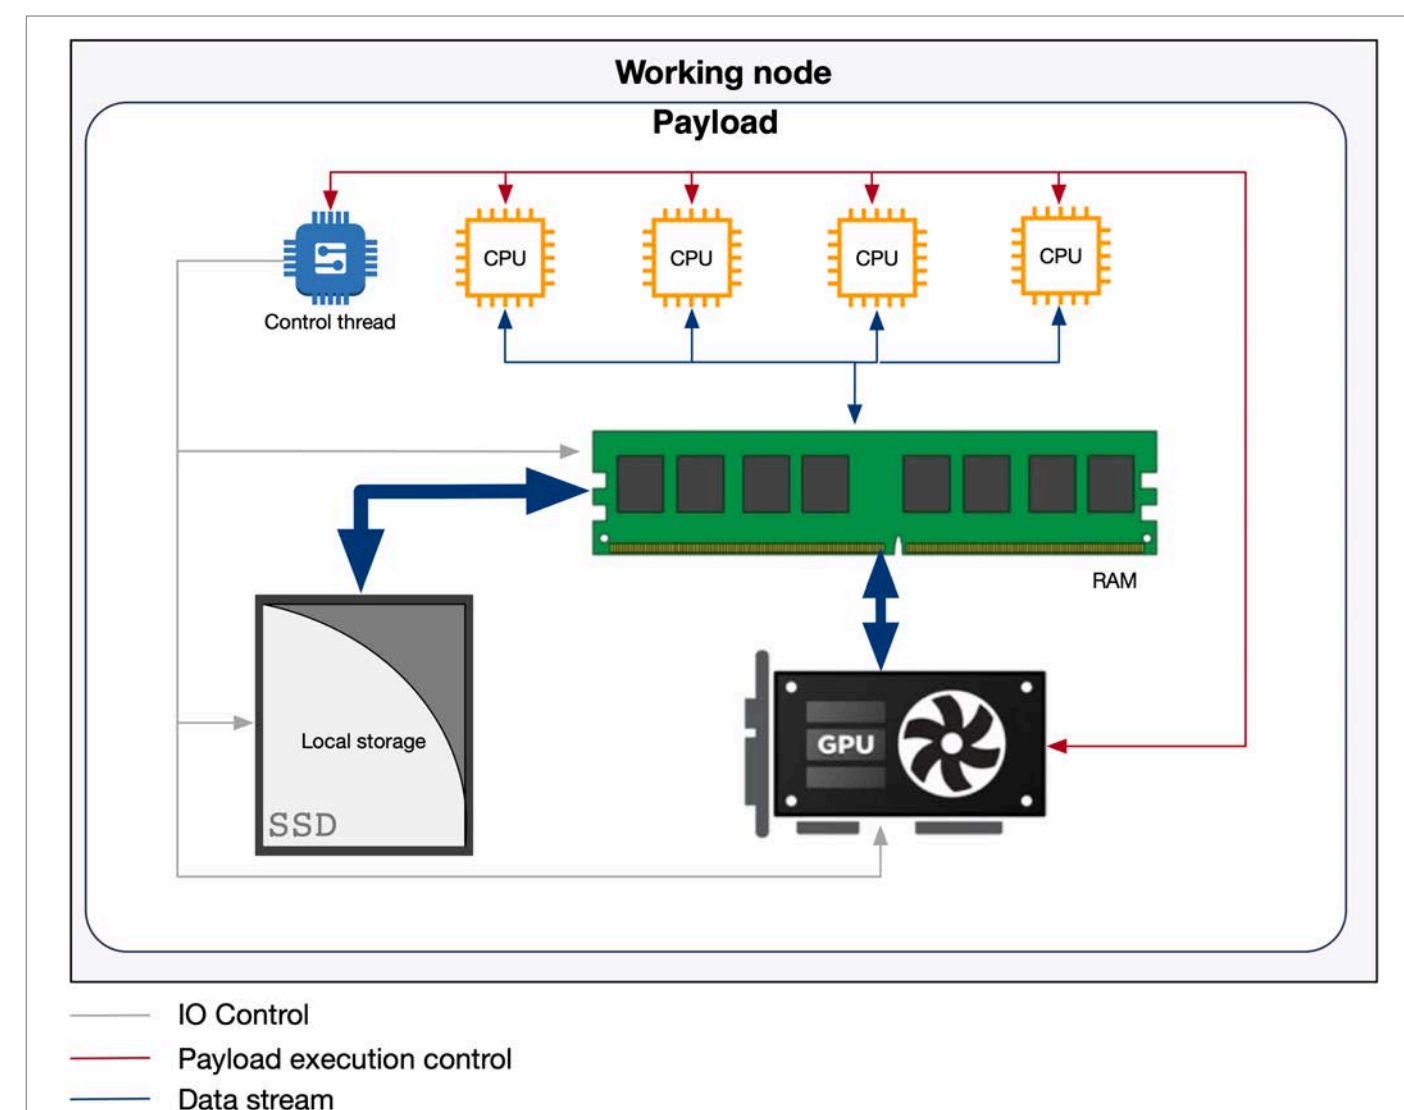 Working node
Payload
CPU
CPU
CPU
CPU
Control thread
RAM
GPU
Local storage
SSD
IO Control
Payload execution control
Data stream